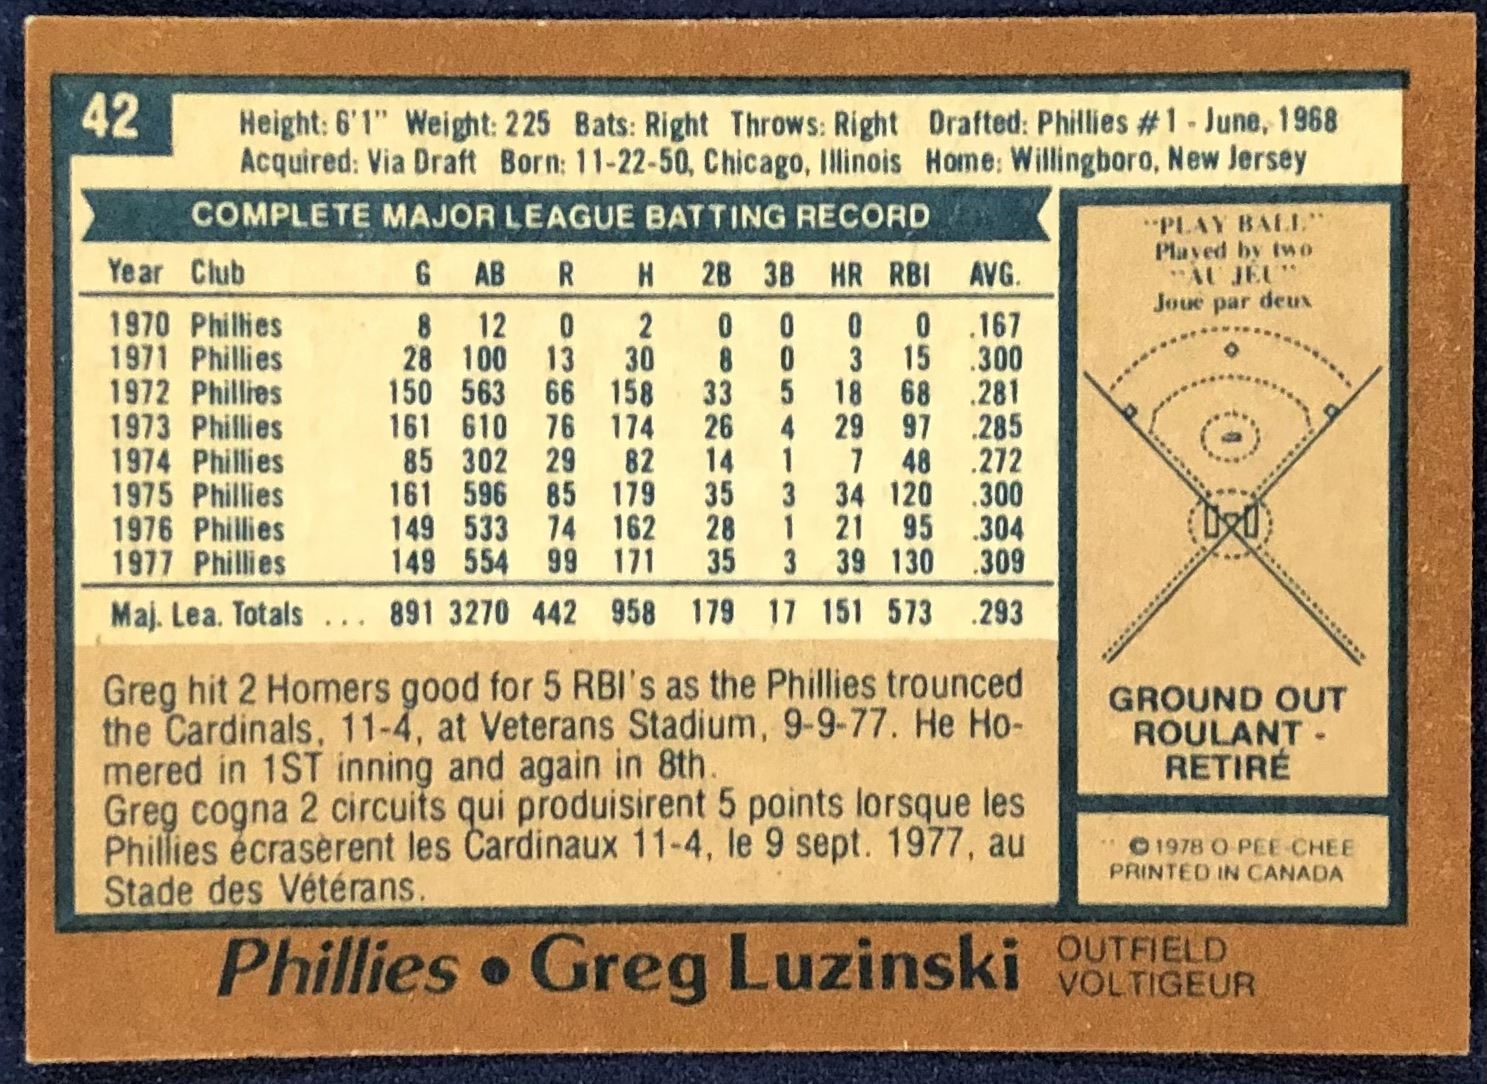 42
Height: 6'1" Weight: 225 Bats: Right Throws: Right Drafted: Phillies #1 - June, 1968
Acquired: Via Draft Born: 11-22-50, Chicago, Illinois Home: Willingboro, New Jersey
COMPLETE MAJOR LEAGUE BATTING RECORD
Year Club G AB R H 2B 3B HR RBI AVG.
1970 Phillies 8 12 0 2 0 0 0 0 .167
1971 Phillies 28 100 13 30 8 0 3 15 .300
1972 Phillies 150 563 66 158 33 5 18 68 .281
1973 Phillies 161 610 76 174 26 4 29 97 .285
1974 Phillies 85 302 29 82 14 1 7 48 .272
1975 Phillies 161 596 85 179 35 3 34 120 .300
1976 Phillies 149 533 74 162 28 1 21 95 .304
1977 Phillies 149 554 99 171 35 3 39 130 .309
Maj. Lea. Totals ... 891 3270 442 958 179 17 151 573 .293
Greg hit 2 Homers good for 5 RBI's as the Phillies trounced
the Cardinals, 11-4, at Veterans Stadium, 9-9-77. He Ho-
mered in 1ST inning and again in 8th.
Greg cogna 2 circuits qui produisirent 5 points lorsque les
Phillies écrasèrent les Cardinaux 11-4, le 9 sept. 1977, au
Stade des Vétérans.
"PLAY BALL"
Played by two
"AU JEU"
Joué par deux
GROUND OUT
ROULANT -
RETIRÉ
© 1978 O-PEE-CHEE
PRINTED IN CANADA
Phillies • Greg Luzinski
OUTFIELD
VOLTIGEUR